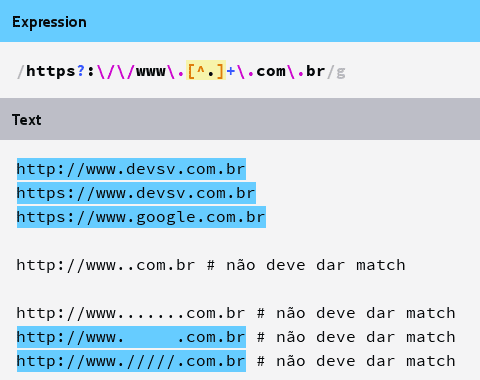 Expression
/https?:\/\/www\.[^.]+\.com\.br/g
Text
http://www.devsv.com.br
https://www.devsv.com.br
https://www.google.com.br
http://www..com.br # não deve dar match
http://www.......com.br # não deve dar match
http://www.     .com.br # não deve dar match
http://www./////.com.br # não deve dar match